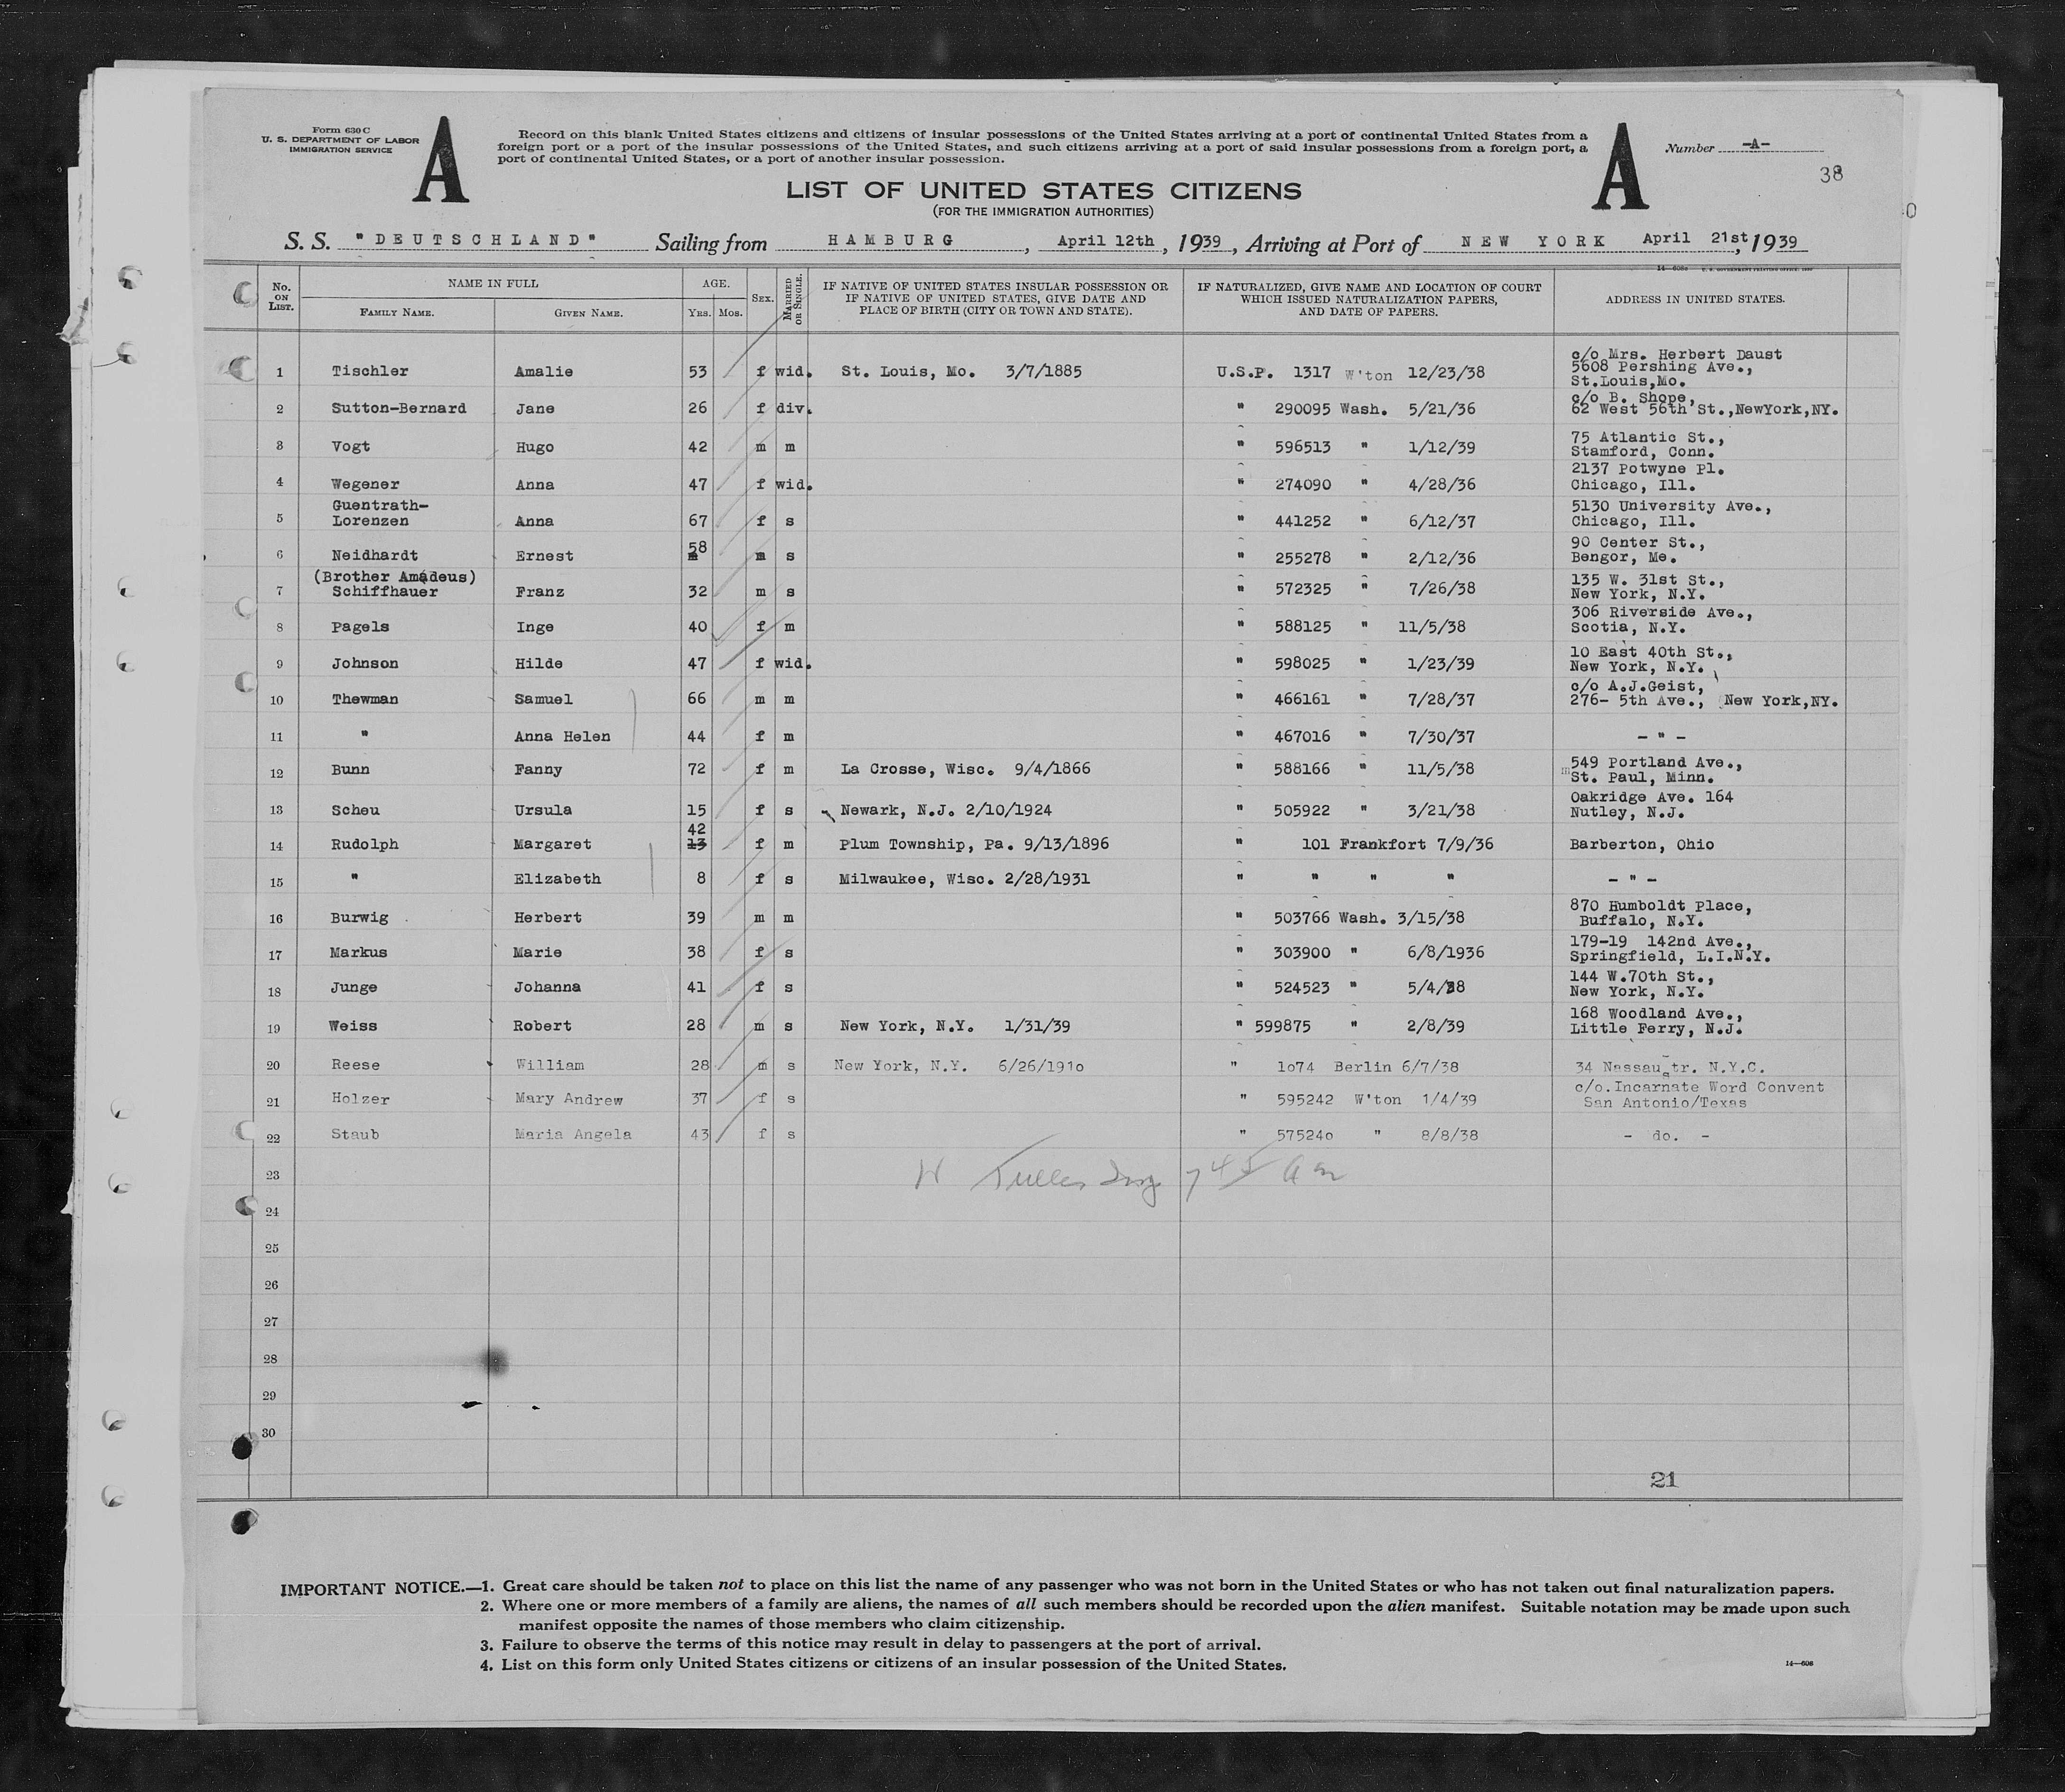 Form 630 C
U. S. DEPARTMENT OF LABOR
IMMIGRATION SERVICE
A
Record on this blank United States citizens and citizens of insular possessions of the United States arriving at a port of continental United States from a
foreign port or a port of the insular possessions of the United States, and such citizens arriving at a port of said insular possessions from a foreign port, a
port of continental United States, or a port of another insular possession.
A
Number -A-
38
LIST OF UNITED STATES CITIZENS
(FOR THE IMMIGRATION AUTHORITIES)
S. S. "DEUTSCHLAND" Sailing from HAMBURG, April 12th, 1939, Arriving at Port of NEW YORK April 21st, 1939
No. ON LIST. NAME IN FULL FAMILY NAME. GIVEN NAME. AGE. YRS. MOS. SEX. MARRIED OR SINGLE.
IF NATIVE OF UNITED STATES INSULAR POSSESSION OR
IF NATIVE OF UNITED STATES, GIVE DATE AND
PLACE OF BIRTH (CITY OR TOWN AND STATE).
IF NATURALIZED, GIVE NAME AND LOCATION OF COURT
WHICH ISSUED NATURALIZATION PAPERS,
AND DATE OF PAPERS.
ADDRESS IN UNITED STATES.
1 Tischler Amalie 53 f wid. St. Louis, Mo. 3/7/1885 U.S.P. 1317 W'ton 12/23/38 c/o Mrs. Herbert Daust
5608 Pershing Ave.,
St.Louis,Mo.
2 Sutton-Bernard Jane 26 f div. " 290095 Wash. 5/21/36 c/o B. Shope,
62 West 56th St.,NewYork,NY.
3 Vogt Hugo 42 m m " 596513 " 1/12/39 75 Atlantic St.,
Stamford, Conn.
4 Wegener Anna 47 f wid. " 274090 " 4/28/36 2137 Potwyne Pl.
Chicago, Ill.
5 Guentrath-
Lorenzen Anna 67 f s " 441252 " 6/12/37 5130 University Ave.,
Chicago, Ill.
6 Neidhardt Ernest 58 m s " 255278 " 2/12/36 90 Center St.,
Bengor, Me.
(Brother Amadeus)
7 Schiffhauer Franz 32 m s " 572325 " 7/26/38 135 W. 31st St.,
New York, N.Y.
8 Pagels Inge 40 f m " 588125 " 11/5/38 306 Riverside Ave.,
Scotia, N.Y.
9 Johnson Hilde 47 f wid. " 598025 " 1/23/39 10 East 40th St.,
New York, N.Y.
10 Thewman Samuel 66 m m " 466161 " 7/28/37 c/o A.J.Geist,
276- 5th Ave., New York,NY.
11 " Anna Helen 44 f m " 467016 " 7/30/37 - " -
12 Bunn Fanny 72 f m La Crosse, Wisc. 9/4/1866 " 588166 " 11/5/38 549 Portland Ave.,
St. Paul, Minn.
13 Scheu Ursula 15 f s Newark, N.J. 2/10/1924 " 505922 " 3/21/38 Oakridge Ave. 164
Nutley, N.J.
42
14 Rudolph Margaret 13 f m Plum Township, Pa. 9/13/1896 " 101 Frankfort 7/9/36 Barberton, Ohio
15 " Elizabeth 8 f s Milwaukee, Wisc. 2/28/1931 " " " " - " -
16 Burwig Herbert 39 m m " 503766 Wash. 3/15/38 870 Humboldt Place,
Buffalo, N.Y.
17 Markus Marie 38 f s " 303900 " 6/8/1936 179-19 142nd Ave.,
Springfield, L.I.N.Y.
18 Junge Johanna 41 f s " 524523 " 5/4/38 144 W.70th St.,
New York, N.Y.
19 Weiss Robert 28 m s New York, N.Y. 1/31/39 " 599875 " 2/8/39 168 Woodland Ave.,
Little Ferry, N.J.
20 Reese William 28 m s New York, N.Y. 6/26/191o " 1o74 Berlin 6/7/38 34 Nassau str. N.Y.C.
21 Holzer Mary Andrew 37 f s " 595242 W'ton 1/4/39 c/o.Incarnate Word Convent
San Antonio/Texas
22 Staub Maria Angela 43 f s " 57524o " 8/8/38 - do. -
23 7 45 am
24
25
26
27
28
29
30
21
IMPORTANT NOTICE.—1. Great care should be taken not to place on this list the name of any passenger who was not born in the United States or who has not taken out final naturalization papers.
2. Where one or more members of a family are aliens, the names of all such members should be recorded upon the alien manifest. Suitable notation may be made upon such
manifest opposite the names of those members who claim citizenship.
3. Failure to observe the terms of this notice may result in delay to passengers at the port of arrival.
4. List on this form only United States citizens or citizens of an insular possession of the United States.
14—608